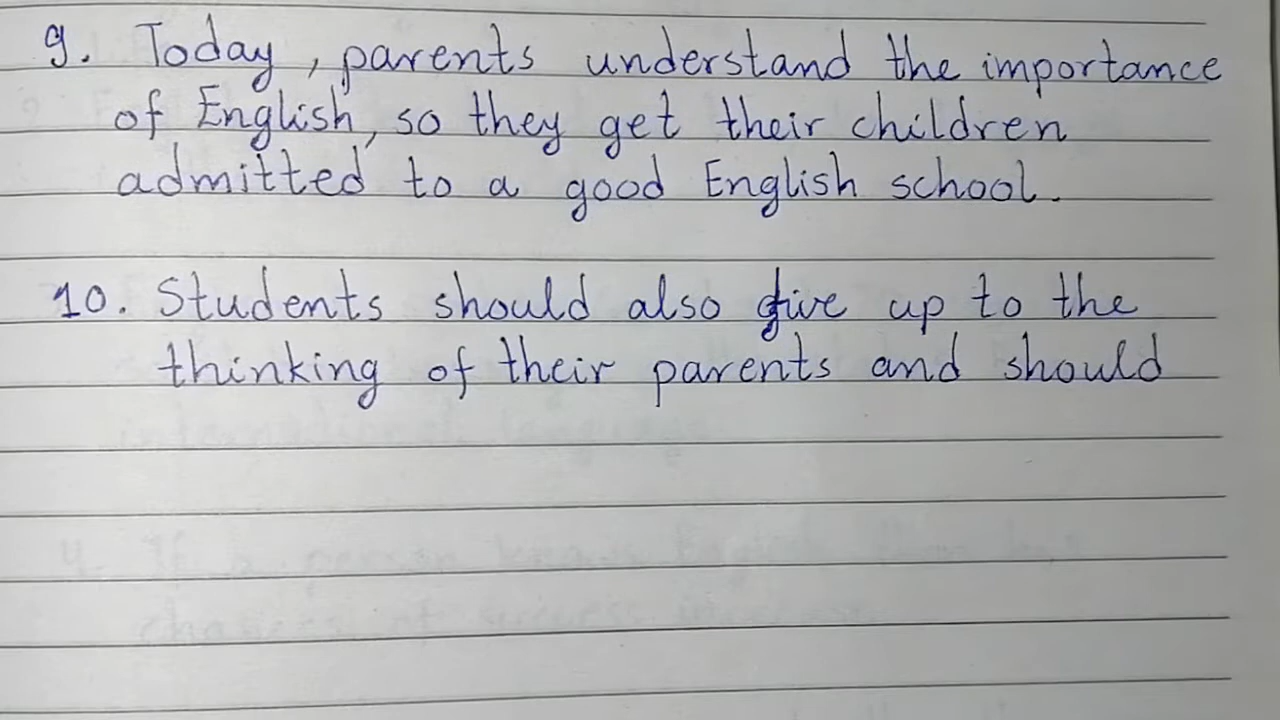 9. Today, parents understand the importance
of English, so they get their children
admitted to a good English school.
10. Students should also give up to the
thinking of their parents and should